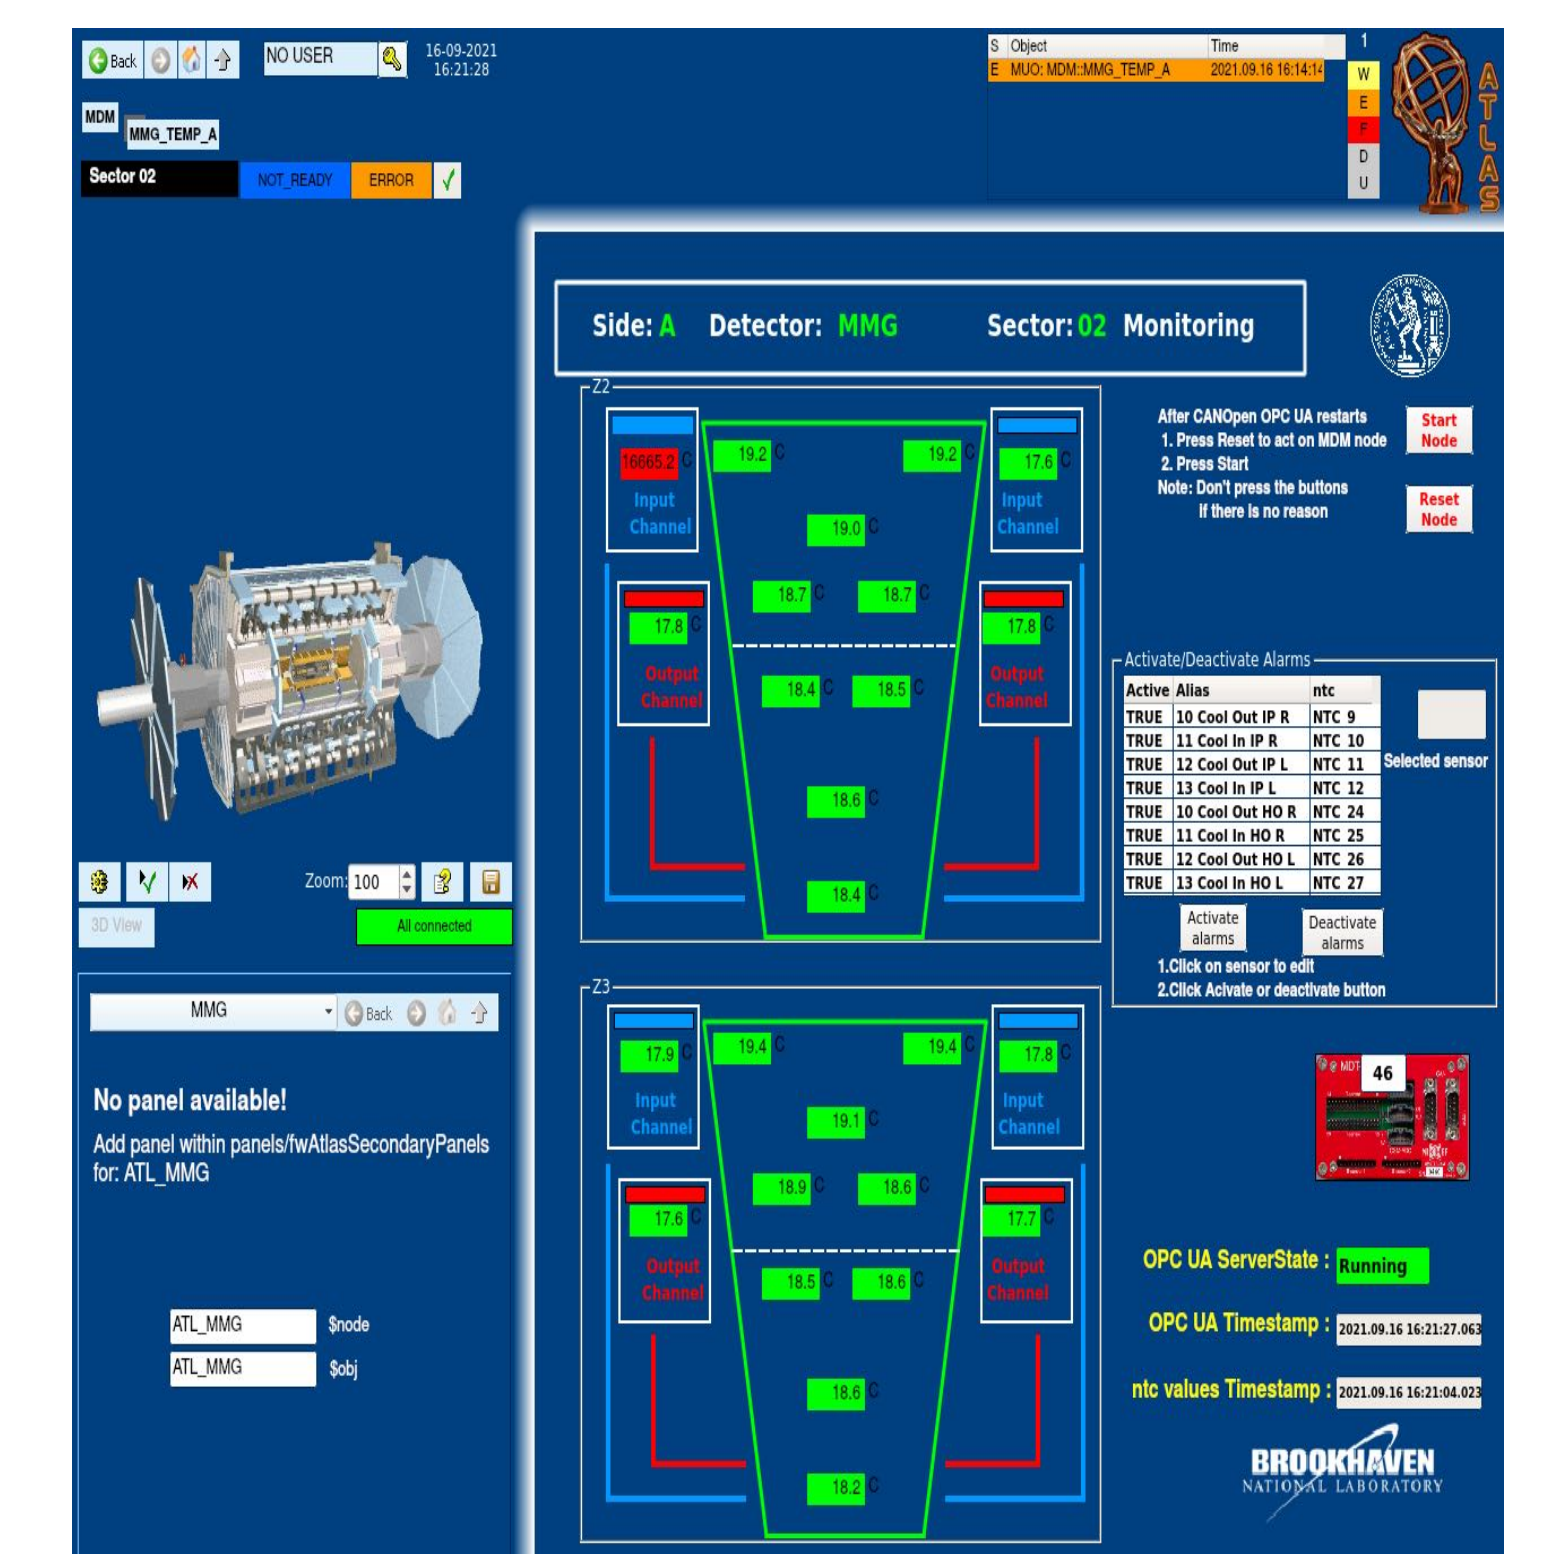 Back
NO USER
16-09-2021
16:21:28
S Object Time
E MUO: MDM::MMG_TEMP_A 2021.09.16 16:14:14
1
W
E
F
D
U
ATLAS
MDM
MMG_TEMP_A
Sector 02 NOT_READY ERROR
Side: A Detector: MMG Sector: 02 Monitoring
Z2
16665.2 C
Input
Channel
19.2 C
19.2 C
17.6 C
Input
Channel
19.0 C
18.7 C
18.7 C
17.8 C
Output
Channel
17.8 C
Output
Channel
18.4 C
18.5 C
18.6 C
18.4 C
After CANOpen OPC UA restarts
1. Press Reset to act on MDM node
2. Press Start
Note: Don't press the buttons
if there is no reason
Start
Node
Reset
Node
Activate/Deactivate Alarms
Active Alias ntc
TRUE 10 Cool Out IP R NTC 9
TRUE 11 Cool In IP R NTC 10
TRUE 12 Cool Out IP L NTC 11
TRUE 13 Cool In IP L NTC 12
TRUE 10 Cool Out HO R NTC 24
TRUE 11 Cool In HO R NTC 25
TRUE 12 Cool Out HO L NTC 26
TRUE 13 Cool In HO L NTC 27
Selected sensor
Activate
alarms
Deactivate
alarms
1.Click on sensor to edit
2.Click Acivate or deactivate button
Zoom: 100
3D View
All connected
MMG
Back
No panel available!
Add panel within panels/fwAtlasSecondaryPanels
for: ATL_MMG
ATL_MMG $node
ATL_MMG $obj
Z3
17.9 C
Input
Channel
19.4 C
19.4 C
17.8 C
Input
Channel
19.1 C
18.9 C
18.6 C
17.6 C
Output
Channel
17.7 C
Output
Channel
18.5 C
18.6 C
18.6 C
18.2 C
MDT
46
OPC UA ServerState : Running
OPC UA Timestamp : 2021.09.16 16:21:27.063
ntc values Timestamp : 2021.09.16 16:21:04.023
BROOKHAVEN
NATIONAL LABORATORY